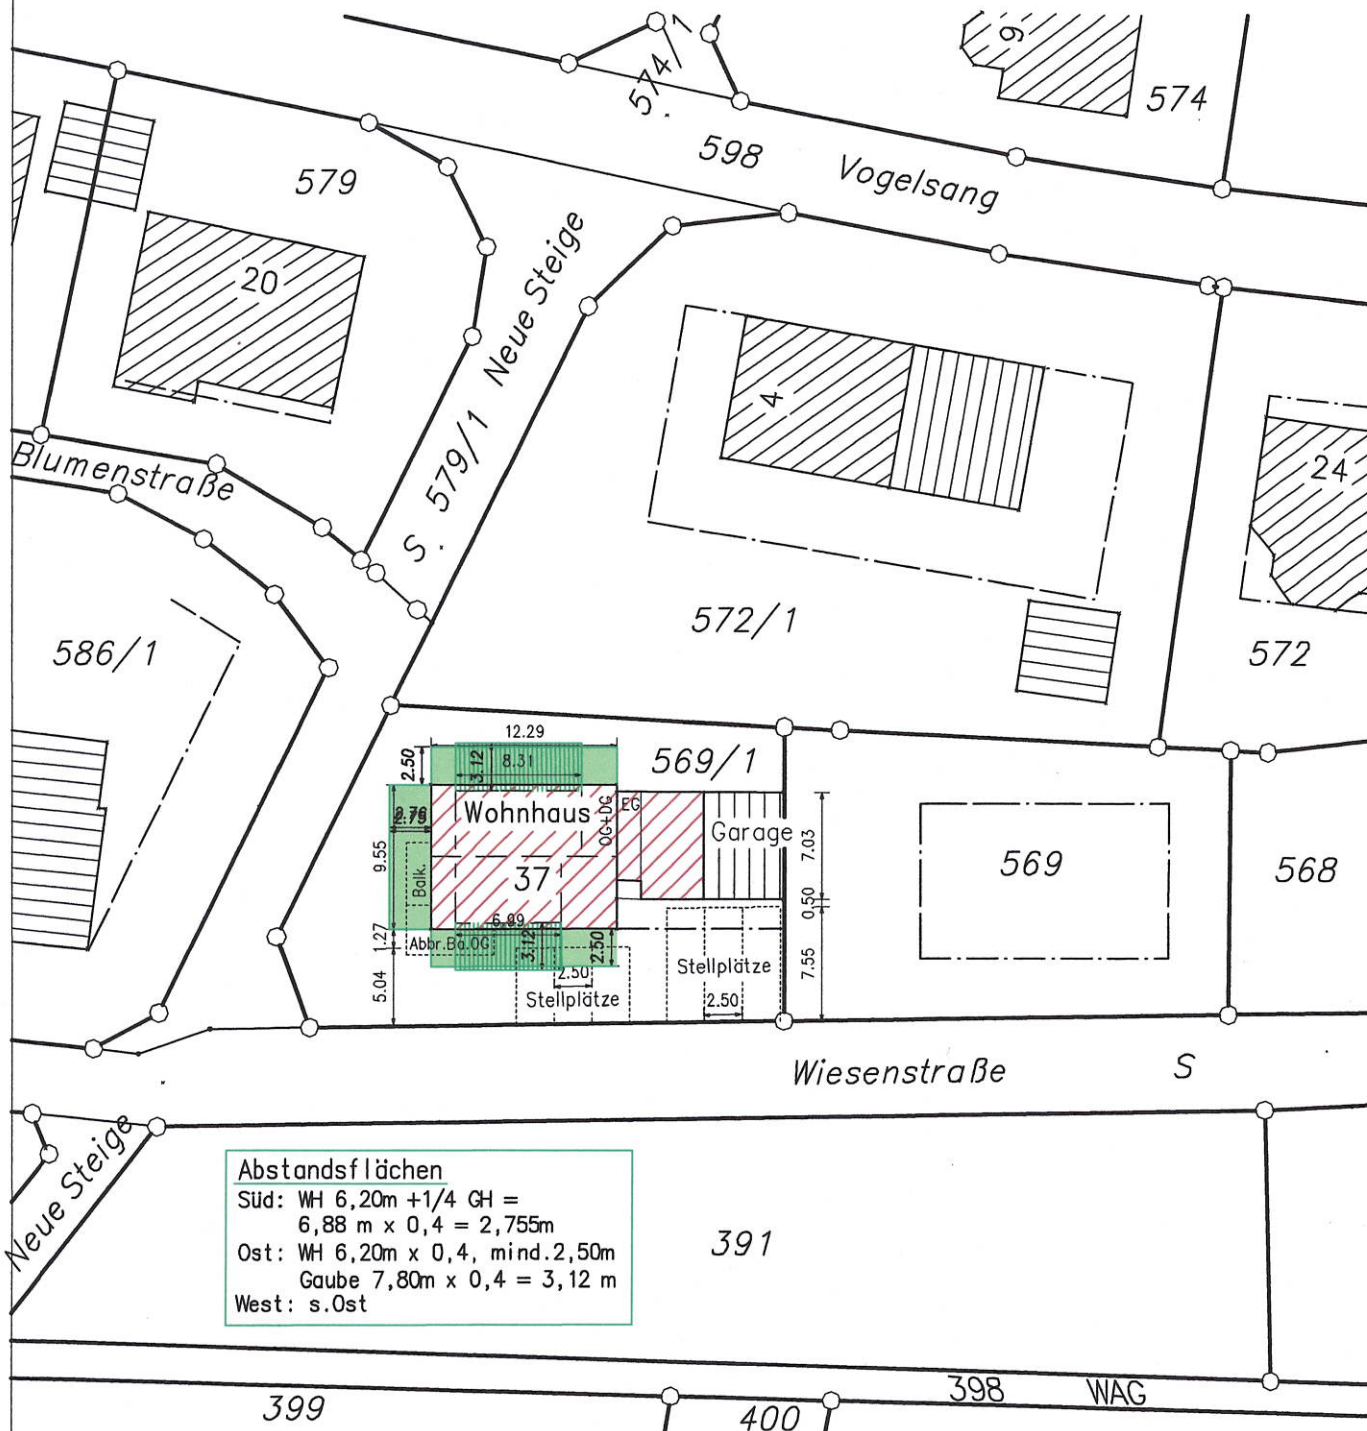 574/1
9
574
598
Vogelsang
579
Neue Steige
20
S 579/1
4
24
Blumenstraße
586/1
572/1
572
12.29
2.50
3.12
8.31
569/1
Wohnhaus
OG+DG
EG
Garage
7.03
2.75
9.55
Balk.
37
569
568
0.50
6.99
1.27
Abbr.Ba.OG
3.12
2.50
5.04
2.50
Stellplätze
Stellplätze
2.50
7.55
Wiesenstraße
S
Neue Steige
Abstandsflächen
Süd: WH 6,20m +1/4 GH =
6,88 m x 0,4 = 2,755m
Ost: WH 6,20m x 0,4, mind.2,50m
Gaube 7,80m x 0,4 = 3,12 m
West: s.Ost
391
398
WAG
399
400